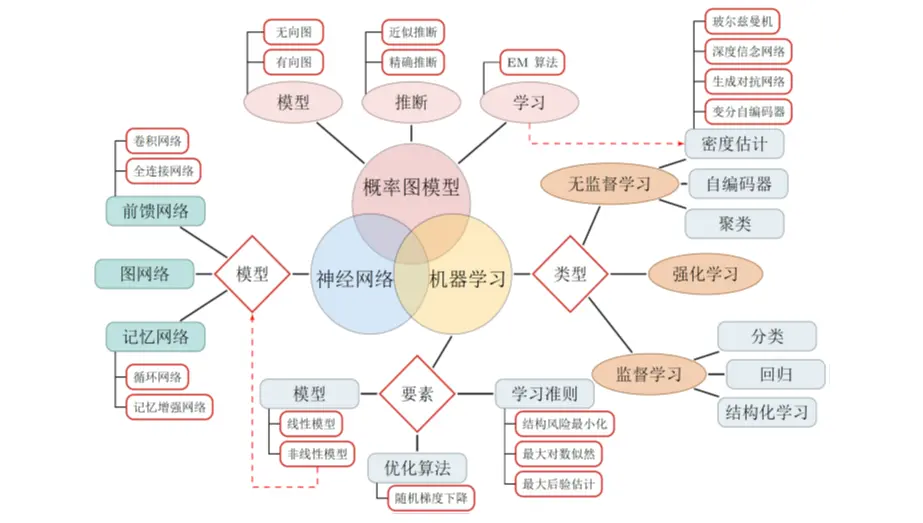 无向图
有向图
模型
近似推断
精确推断
推断
EM 算法
学习
玻尔兹曼机
深度信念网络
生成对抗网络
变分自编码器
密度估计
无监督学习
自编码器
聚类
概率图模型
卷积网络
全连接网络
前馈网络
图网络
模型
神经网络
机器学习
类型
强化学习
记忆网络
循环网络
记忆增强网络
分类
监督学习
回归
结构化学习
模型
线性模型
非线性模型
要素
学习准则
结构风险最小化
最大对数似然
最大后验估计
优化算法
随机梯度下降